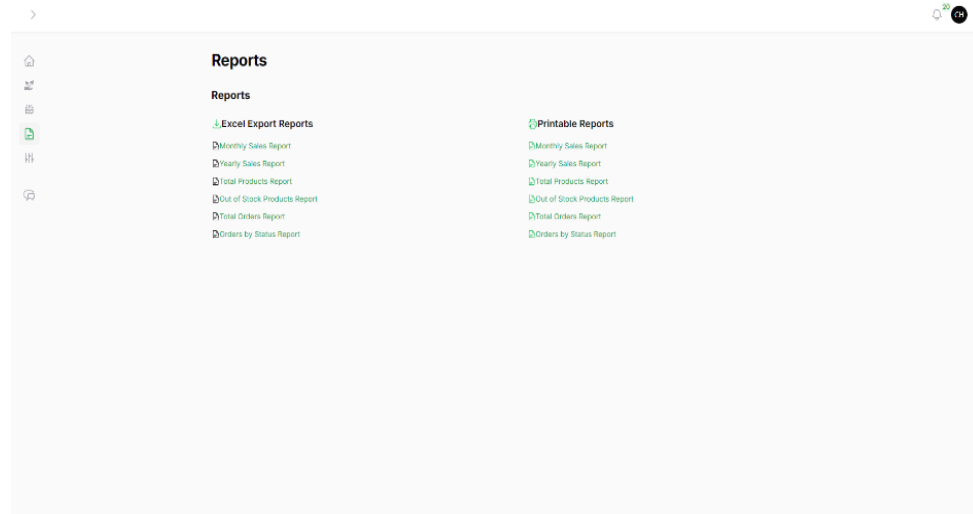 20
CH
Reports
Reports
Excel Export Reports
Monthly Sales Report
Yearly Sales Report
Total Products Report
Out of Stock Products Report
Total Orders Report
Orders by Status Report
Printable Reports
Monthly Sales Report
Yearly Sales Report
Total Products Report
Out of Stock Products Report
Total Orders Report
Orders by Status Report